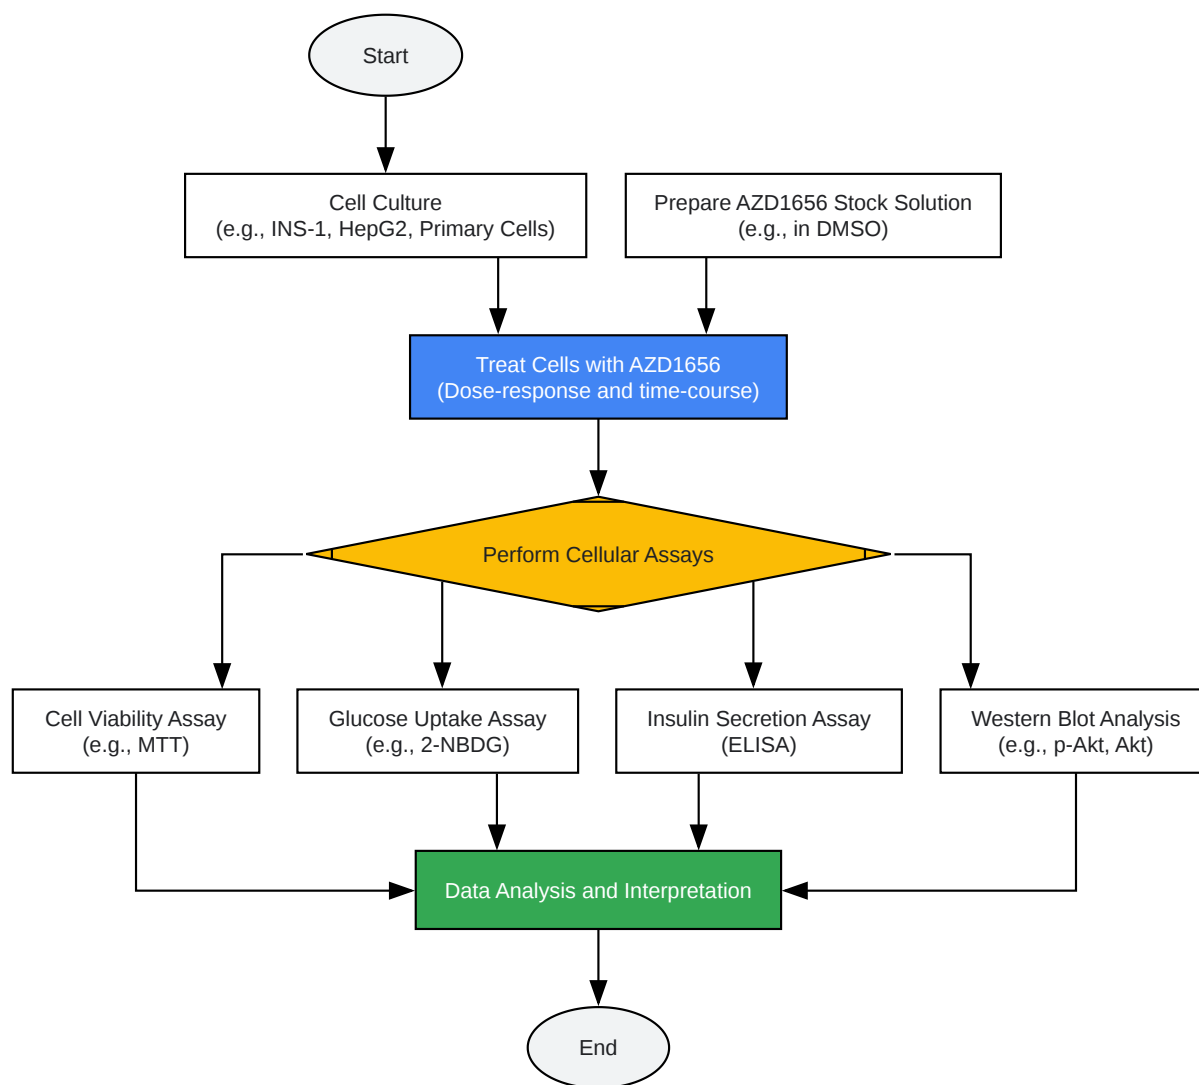 Start
Cell Culture
(e.g., INS-1, HepG2, Primary Cells)
Prepare AZD1656 Stock Solution
(e.g., in DMSO)
Treat Cells with AZD1656
(Dose-response and time-course)
Perform Cellular Assays
Cell Viability Assay
(e.g., MTT)
Glucose Uptake Assay
(e.g., 2-NBDG)
Insulin Secretion Assay
(ELISA)
Western Blot Analysis
(e.g., p-Akt, Akt)
Data Analysis and Interpretation
End